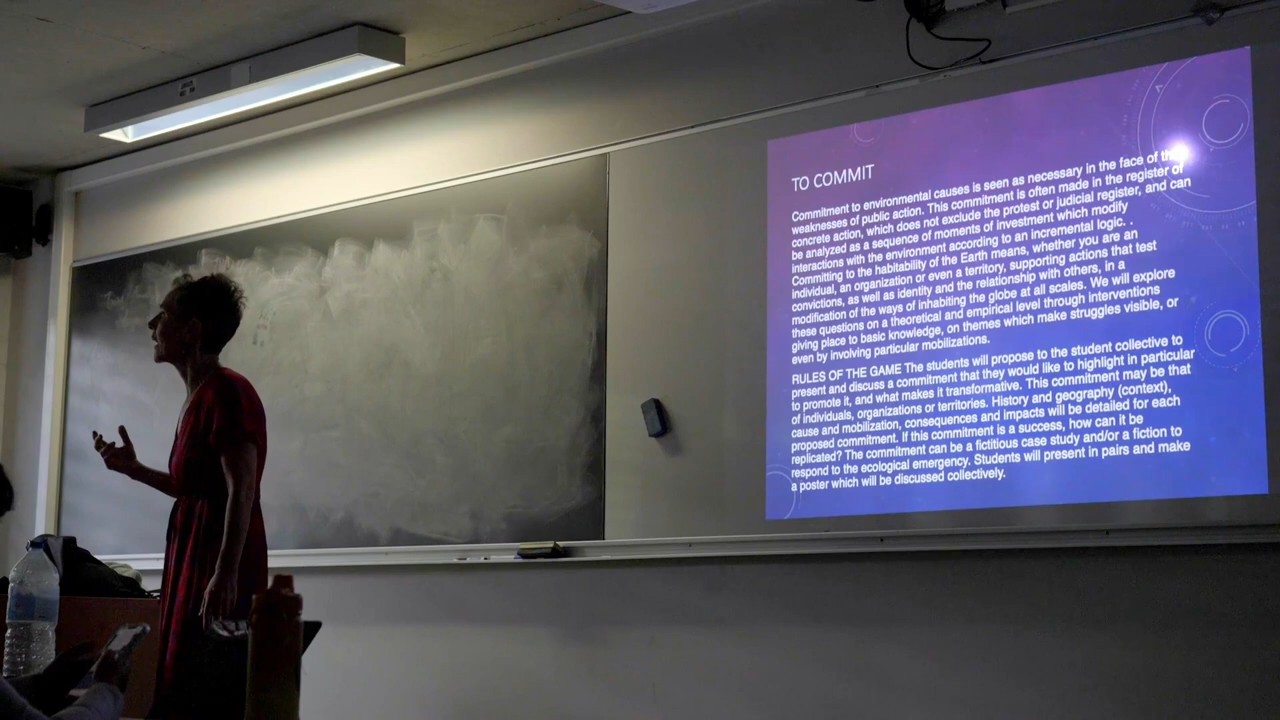 TO COMMIT
Commitment to environmental causes is seen as necessary in the face of the
weaknesses of public action. This commitment is often made in the register of
concrete action, which does not exclude the protest or judicial register, and can
be analyzed as a sequence of moments of investment which modify
interactions with the environment according to an incremental logic. .
Committing to the habitability of the Earth means, whether you are an
individual, an organization or even a territory, supporting actions that test
convictions, as well as identity and the relationship with others, in a
modification of the ways of inhabiting the globe at all scales. We will explore
these questions on a theoretical and empirical level through interventions
giving place to basic knowledge, on themes which make struggles visible, or
even by involving particular mobilizations.
RULES OF THE GAME The students will propose to the student collective to
present and discuss a commitment that they would like to highlight in particular
to promote it, and what makes it transformative. This commitment may be that
of individuals, organizations or territories. History and geography (context),
cause and mobilization, consequences and impacts will be detailed for each
proposed commitment. If this commitment is a success, how can it be
replicated? The commitment can be a fictitious case study and/or a fiction to
respond to the ecological emergency. Students will present in pairs and make
a poster which will be discussed collectively.